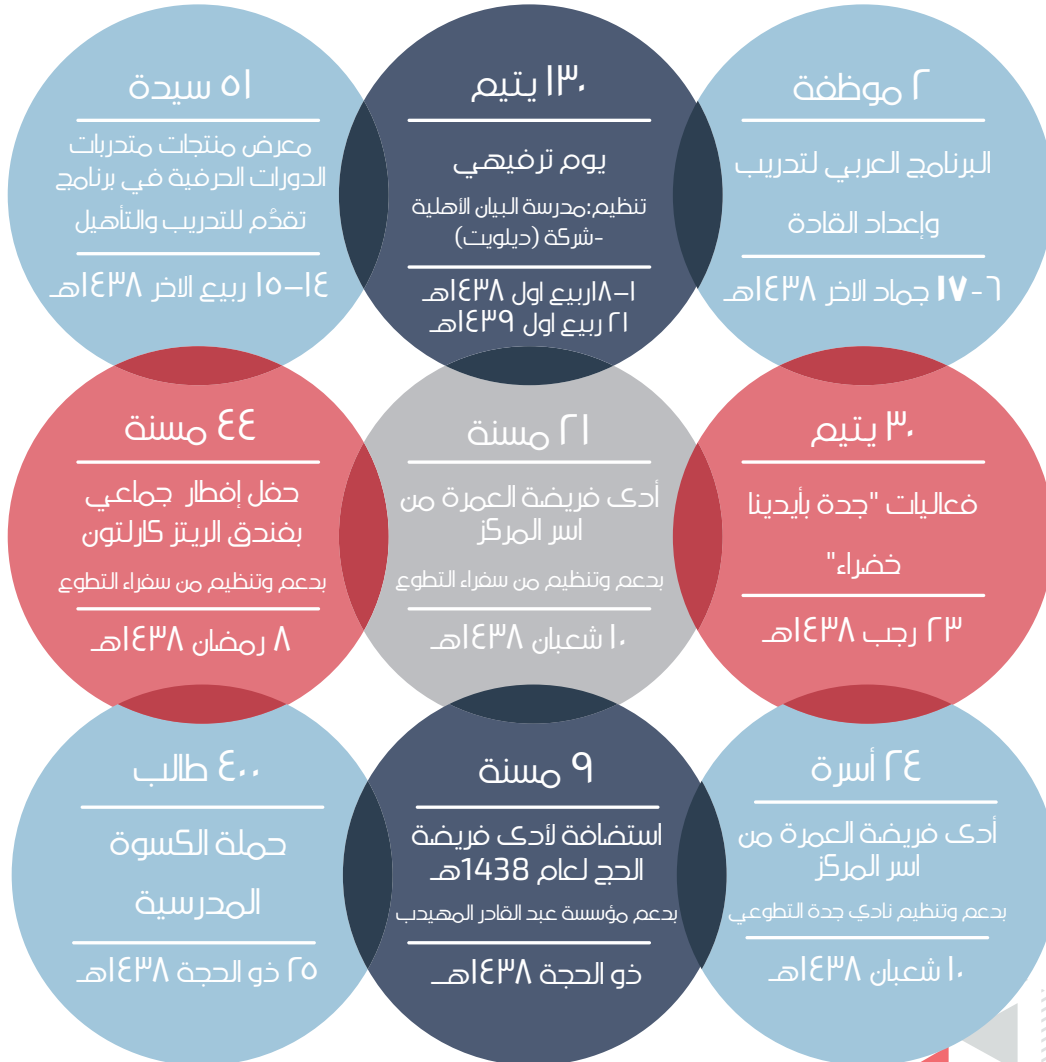 ٢ موظفة
البرنامج العربي لتدريب
وإعداد القادة
٦-١٧ جماد الاخر ١٤٣٨هـ
١٣٠ يتيم
يوم ترفيهي
تنظيم:مدرسة البيان الأهلية
-شركة (ديلويت)
١–١٨ربيع اول ١٤٣٨هـ
٢١ ربيع اول ١٤٣٩هـ
٥١ سيدة
معرض منتجات متدربات
الدورات الحرفية في برنامج
تقدُم للتدريب والتأهيل
١٤–١٥ ربيع الاخر ١٤٣٨هـ
٣٠ يتيم
فعاليات "جدة بأيدينا
خضراء"
٢٣ رجب ١٤٣٨هـ
٢١ مسنة
أدى فريضة العمرة من
اسر المركز
بدعم وتنظيم من سفراء التطوع
١٠ شعبان ١٤٣٨هـ
٤٤ مسنة
حفل إفطار جماعي
بفندق الريتز كارلتون
بدعم وتنظيم من سفراء التطوع
٨ رمضان ١٤٣٨هـ
٢٤ أسرة
أدى فريضة العمرة من
اسر المركز
بدعم وتنظيم نادي جدة التطوعي
١٠ شعبان ١٤٣٨هـ
٩ مسنة
استضافة لأدى فريضة
الحج لعام 1438هـ
بدعم مؤسسة عبد القادر المهيدب
ذو الحجة ١٤٣٨هـ
٤٠٠ طالب
حملة الكسوة
المدرسية
٢٥ ذو الحجة ١٤٣٨هـ